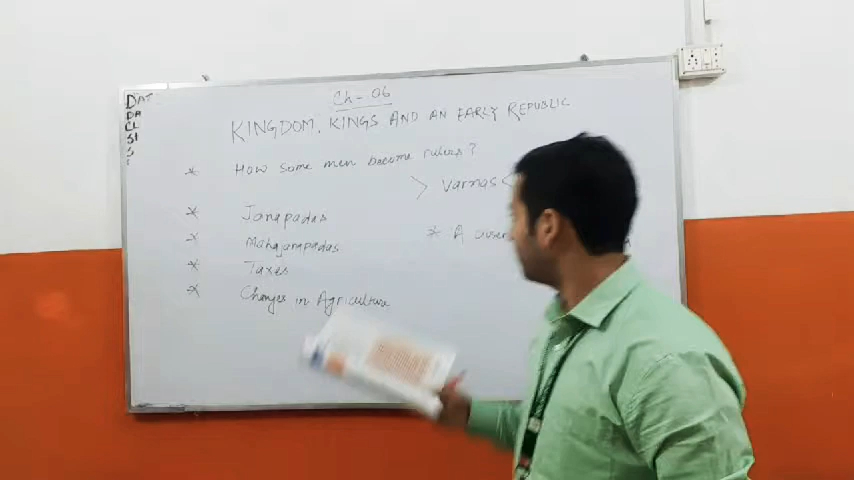 Ch - 06
KINGDOM, KINGS AND AN EARLY REPUBLIC
* How some men become rulers?
> Varnas <
* Janapadas
* Mahajanapadas
* A
* Taxes
* Changes in Agriculture